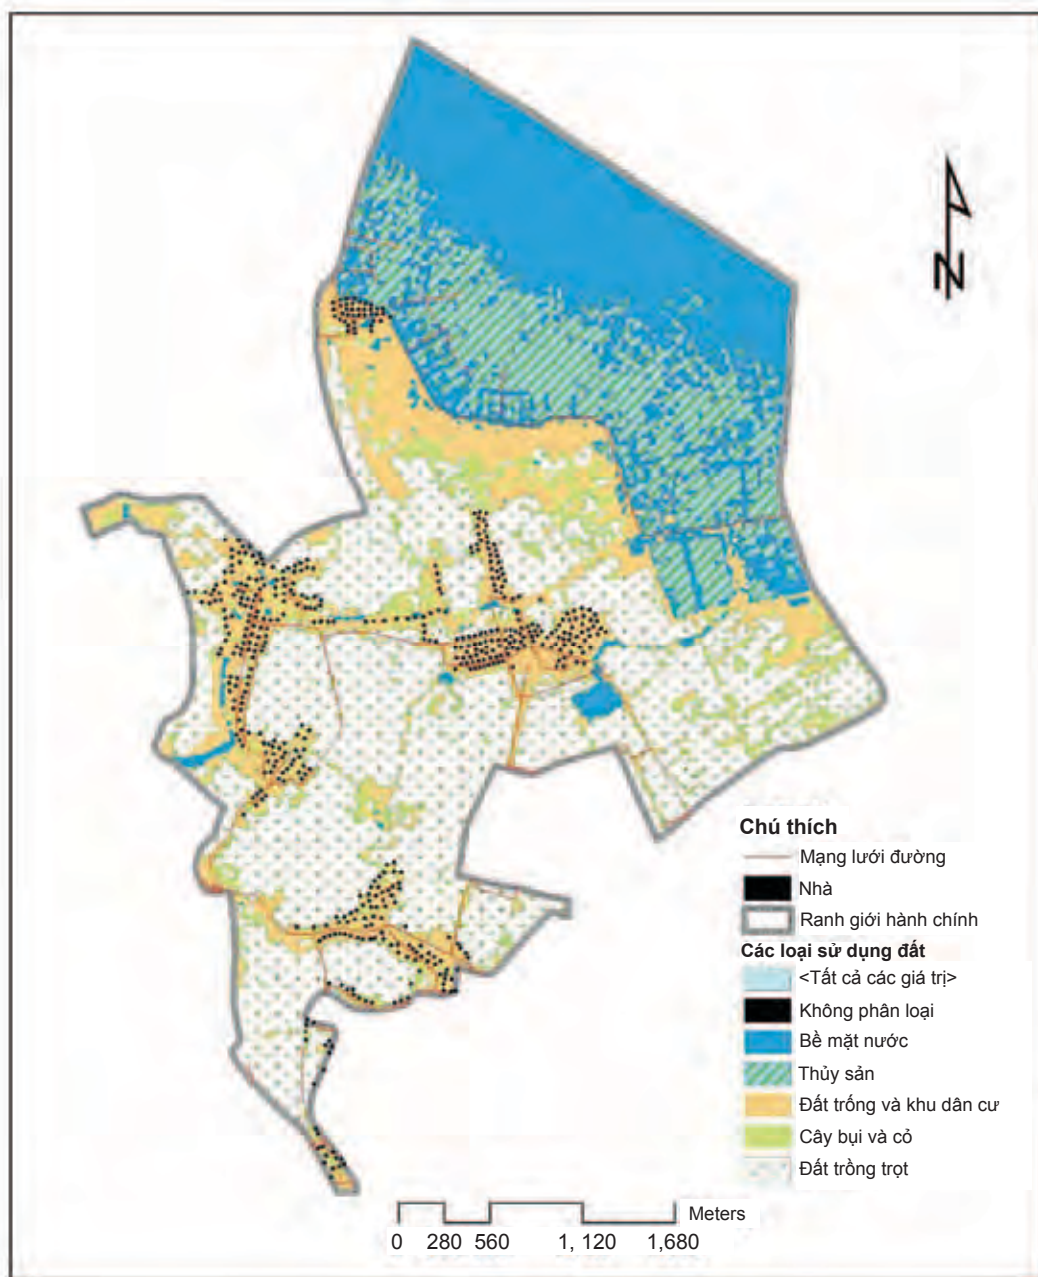 N
Chú thích
Mạng lưới đường
Nhà
Ranh giới hành chính
Các loại sử dụng đất
<Tất cả các giá trị>
Không phân loại
Bề mặt nước
Thủy sản
Đất trống và khu dân cư
Cây bụi và cỏ
Đất trồng trọt
Meters
0 280 560 1, 120 1,680